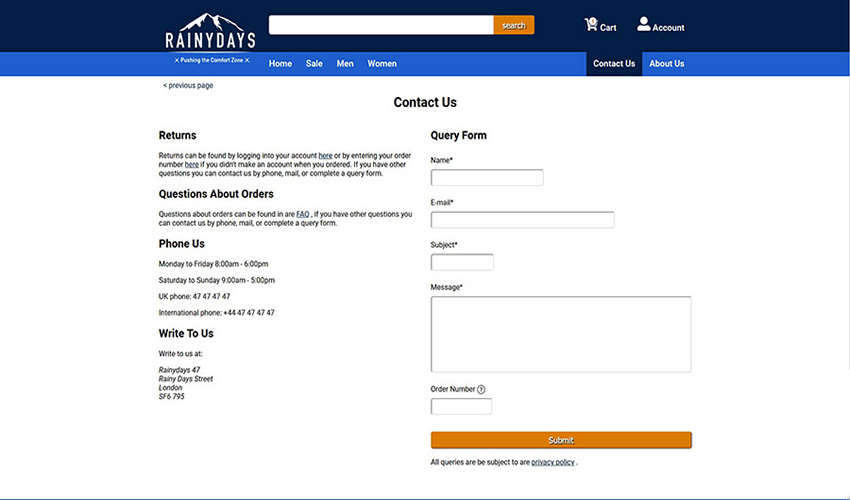 RAINYDAYS
× Pushing the Comfort Zone ×
search
1
Cart
Account
Home Sale Men Women Contact Us About Us
< previous page
Contact Us
Returns
Returns can be found by logging into your account here or by entering your order
number here if you didn't make an account when you ordered. If you have other
questions you can contact us by phone, mail, or complete a query form.
Questions About Orders
Questions about orders can be found in are FAQ , if you have other questions you
can contact us by phone, mail, or complete a query form.
Phone Us
Monday to Friday 8:00am - 6:00pm
Saturday to Sunday 9:00am - 5:00pm
UK phone: 47 47 47 47
International phone: +44 47 47 47 47
Write To Us
Write to us at:
Rainydays 47
Rainy Days Street
London
SF6 795
Query Form
Name*
E-mail*
Subject*
Message*
Order Number ?
Submit
All queries are be subject to are privacy policy .